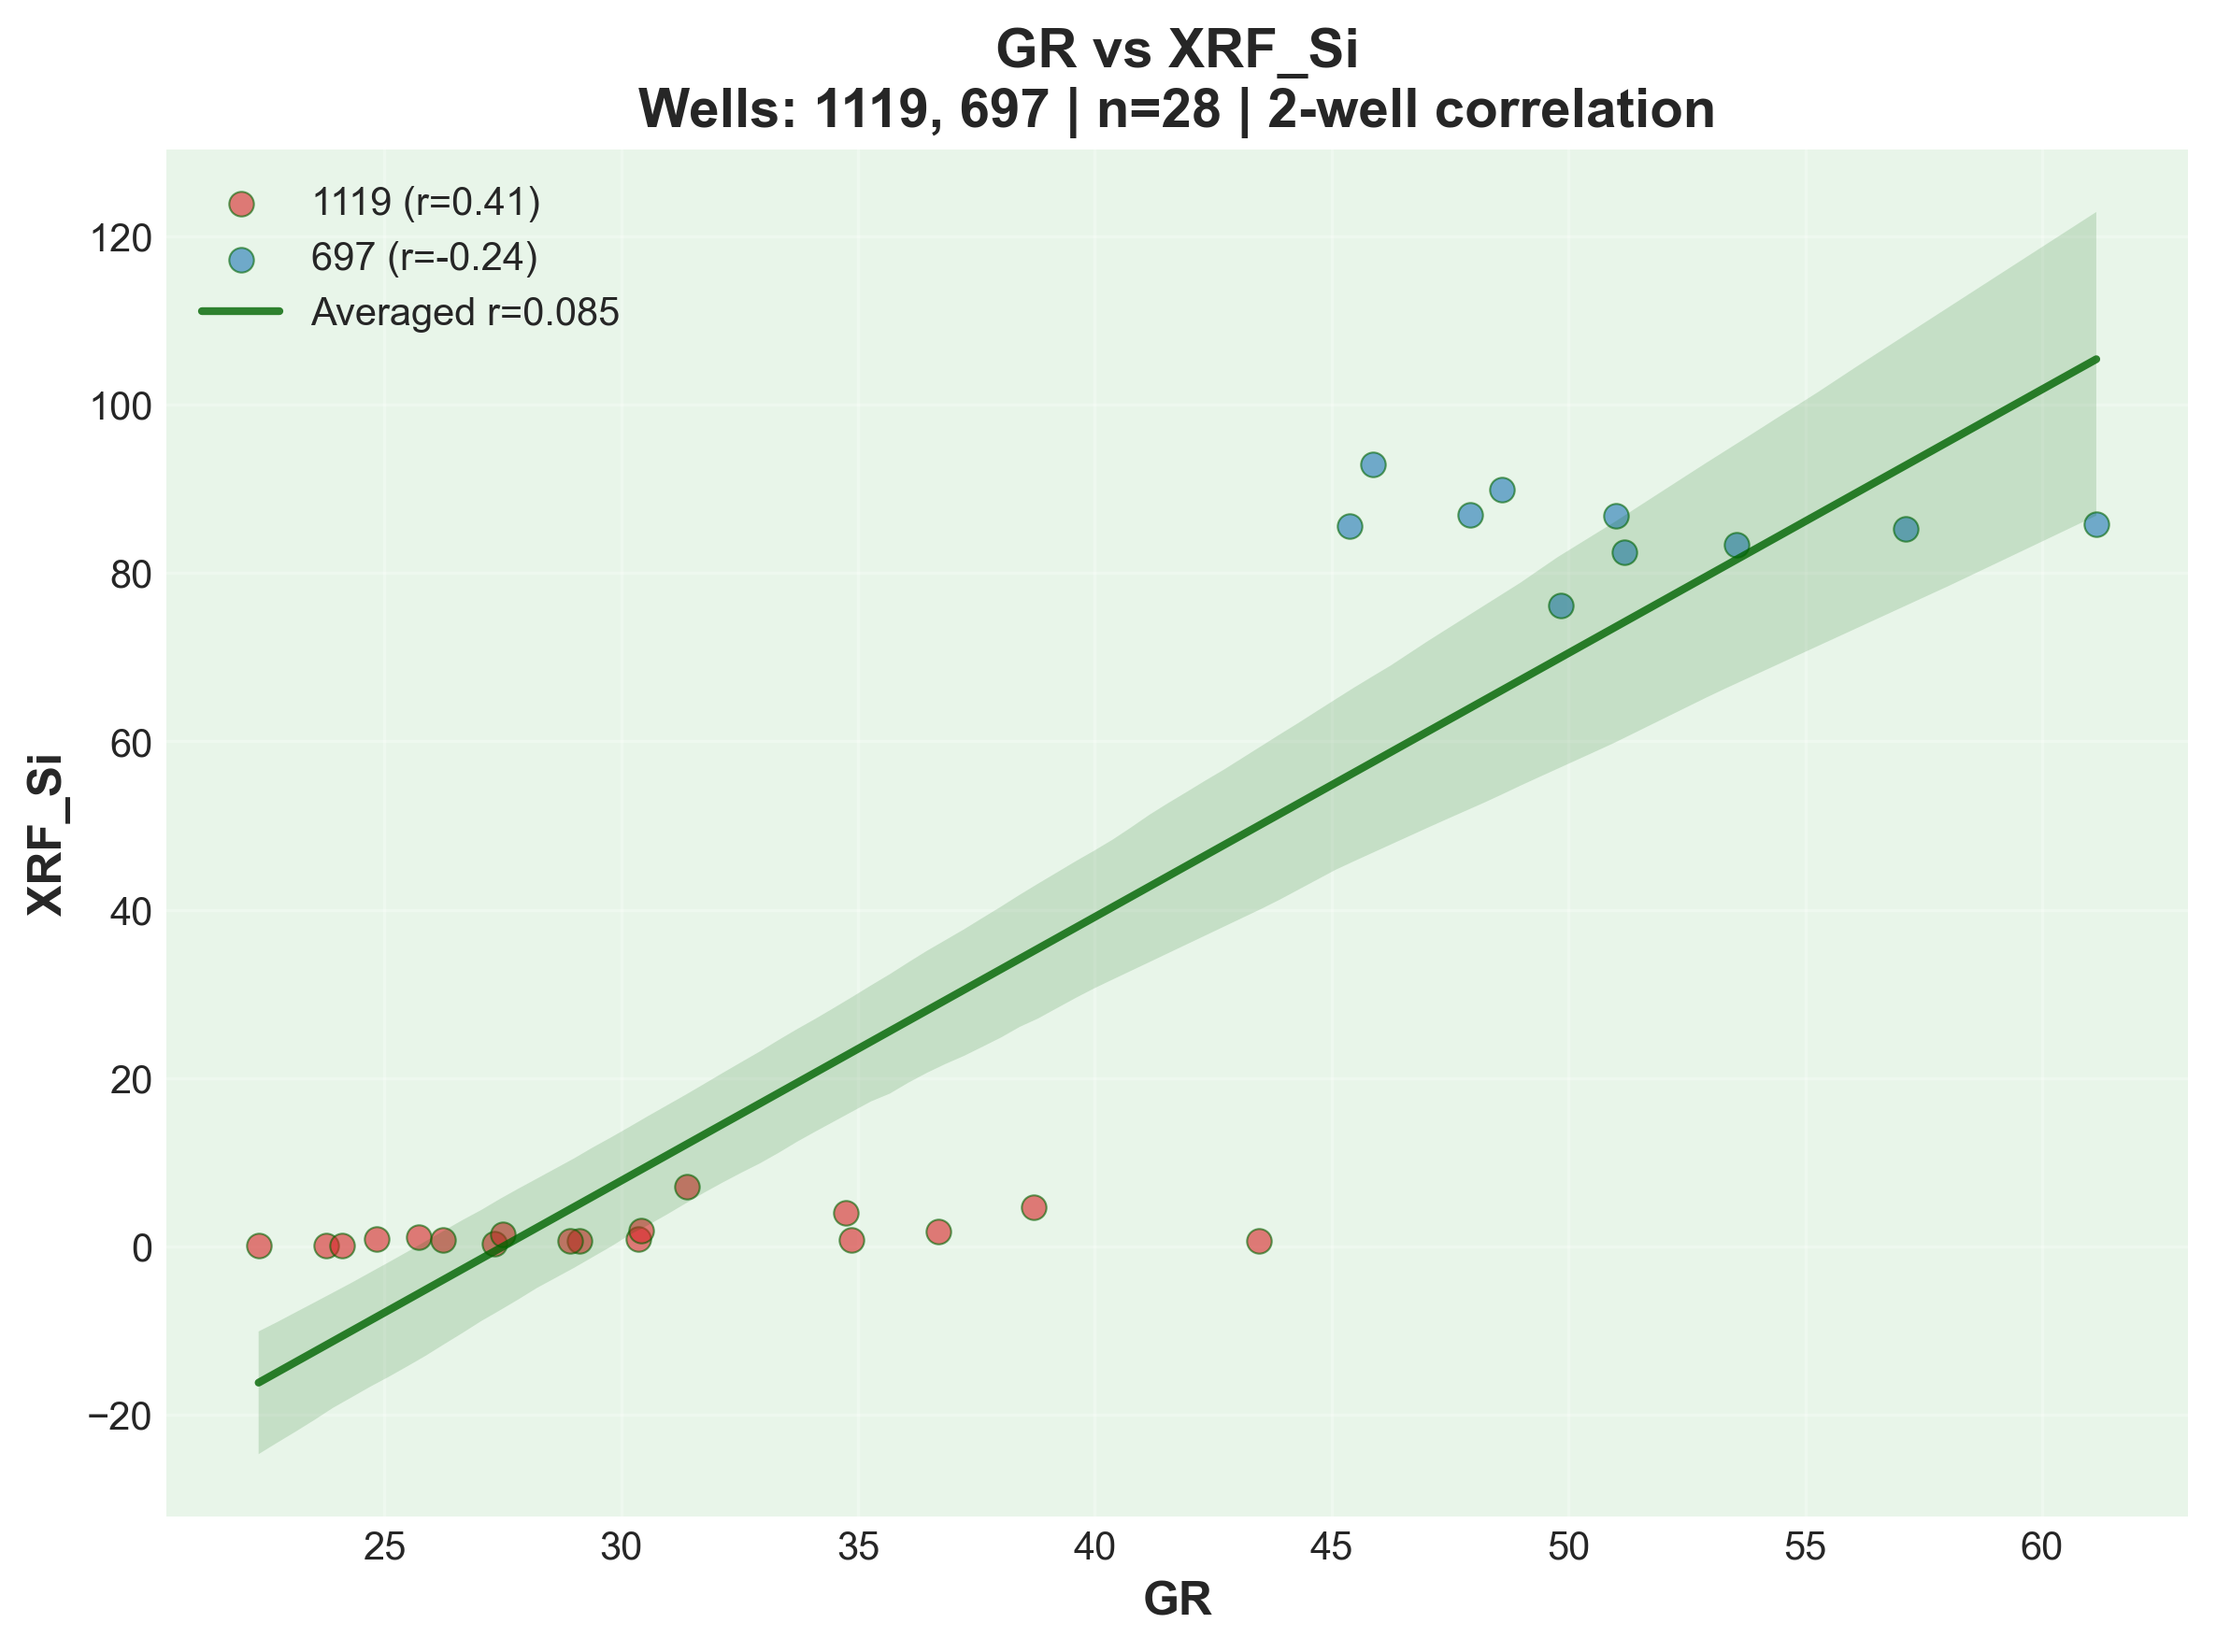 GR vs XRF_Si
Wells: 1119, 697 | n=28 | 2-well correlation
1119 (r=0.41)
697 (r=-0.24)
Averaged r=0.085
120
100
80
60
40
20
0
−20
XRF_Si
25 30 35 40 45 50 55 60
GR